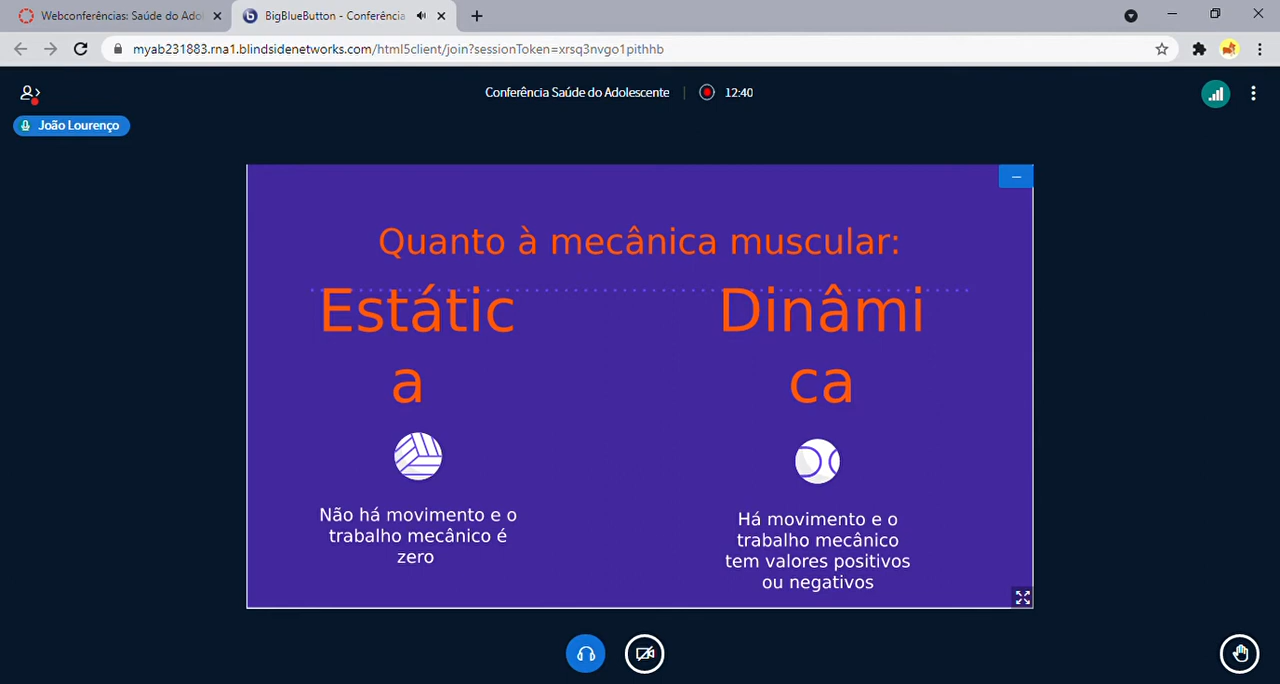 Webconferências: Saúde do Adol
BigBlueButton - Conferência
myab231883.rna1.blindsidenetworks.com/html5client/join?sessionToken=xrsq3nvgo1pithhb
Conferência Saúde do Adolescente
12:40
João Lourenço
Quanto à mecânica muscular:
Estátic
a
Não há movimento e o
trabalho mecânico é
zero
Dinâmi
ca
Há movimento e o
trabalho mecânico
tem valores positivos
ou negativos